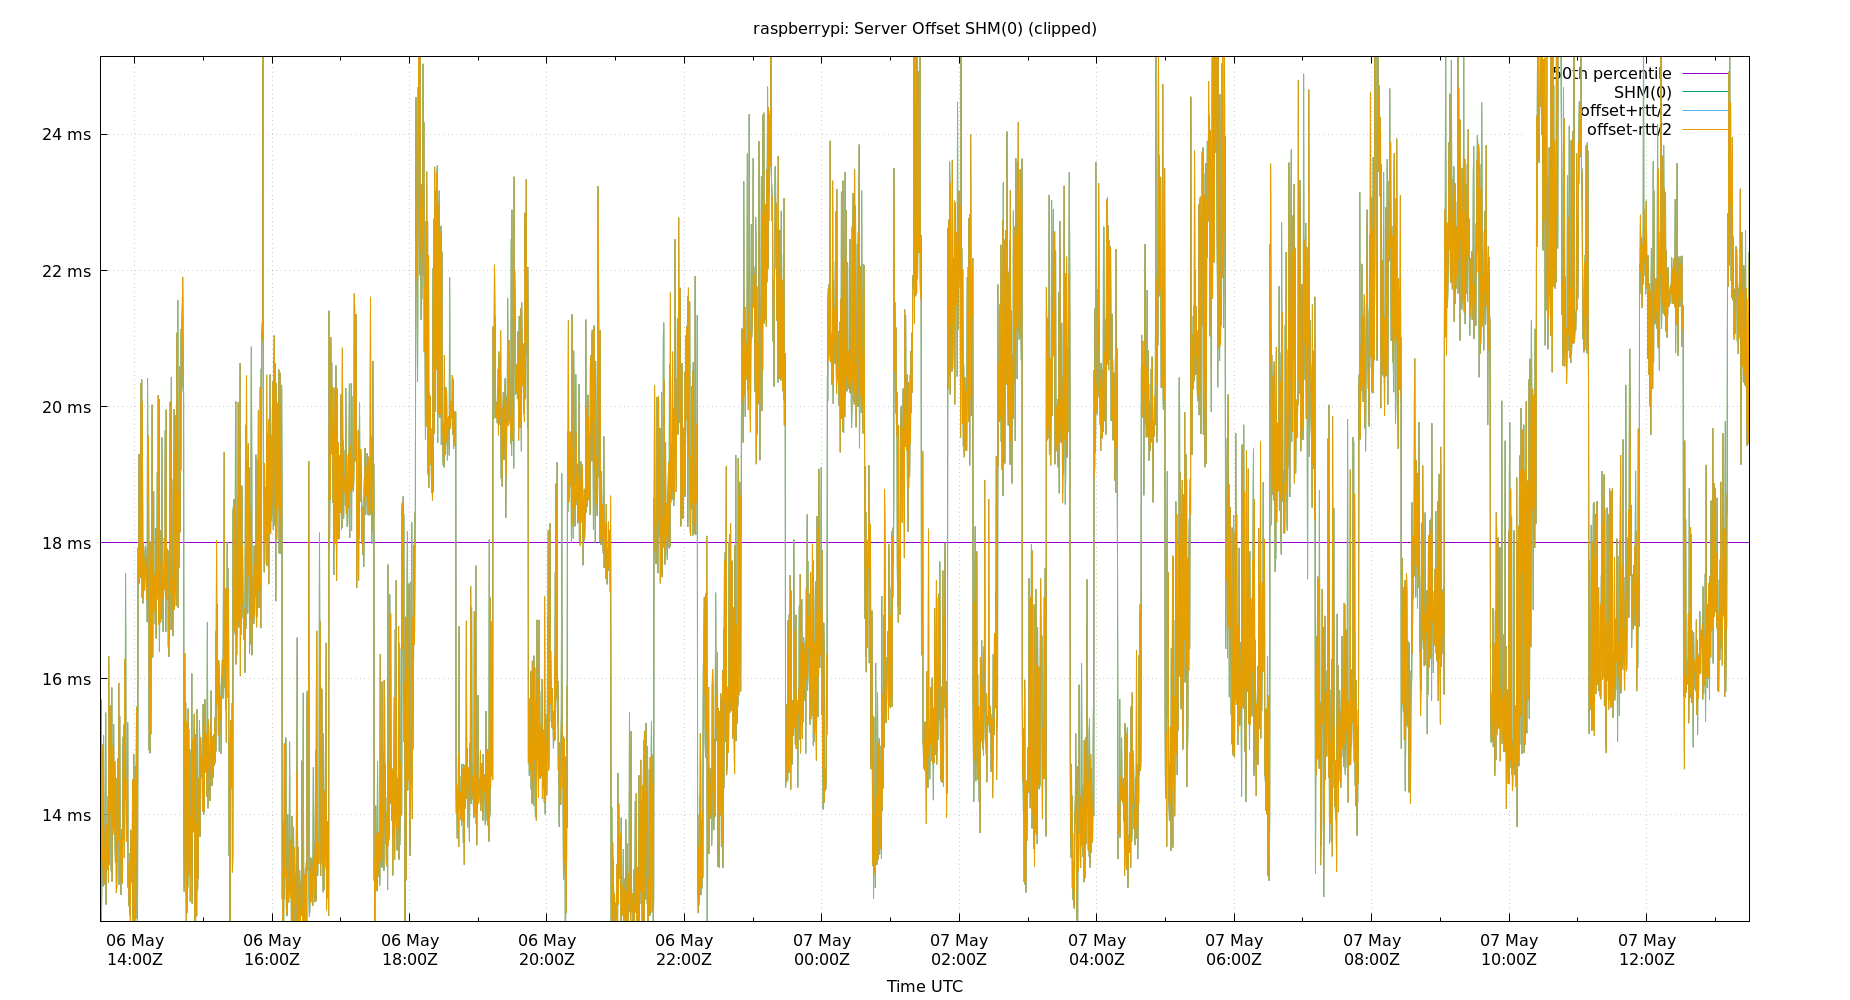 raspberrypi: Server Offset SHM(0) (clipped)
50th percentile
SHM(0)
offset+rtt/2
offset-rtt/2
24 ms
22 ms
20 ms
18 ms
16 ms
14 ms
06 May 06 May 06 May 06 May 06 May 07 May 07 May 07 May 07 May 07 May 07 May 07 May
14:00Z 16:00Z 18:00Z 20:00Z 22:00Z 00:00Z 02:00Z 04:00Z 06:00Z 08:00Z 10:00Z 12:00Z
Time UTC